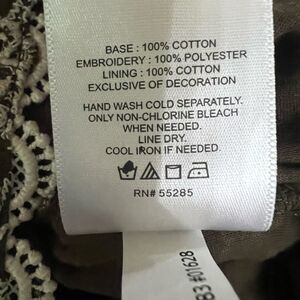 BASE : 100% COTTON
EMBROIDERY : 100% POLYESTER
LINING : 100% COTTON
EXCLUSIVE OF DECORATION
HAND WASH COLD SEPARATELY.
ONLY NON-CHLORINE BLEACH
WHEN NEEDED.
LINE DRY.
COOL IRON IF NEEDED.
RN# 55285